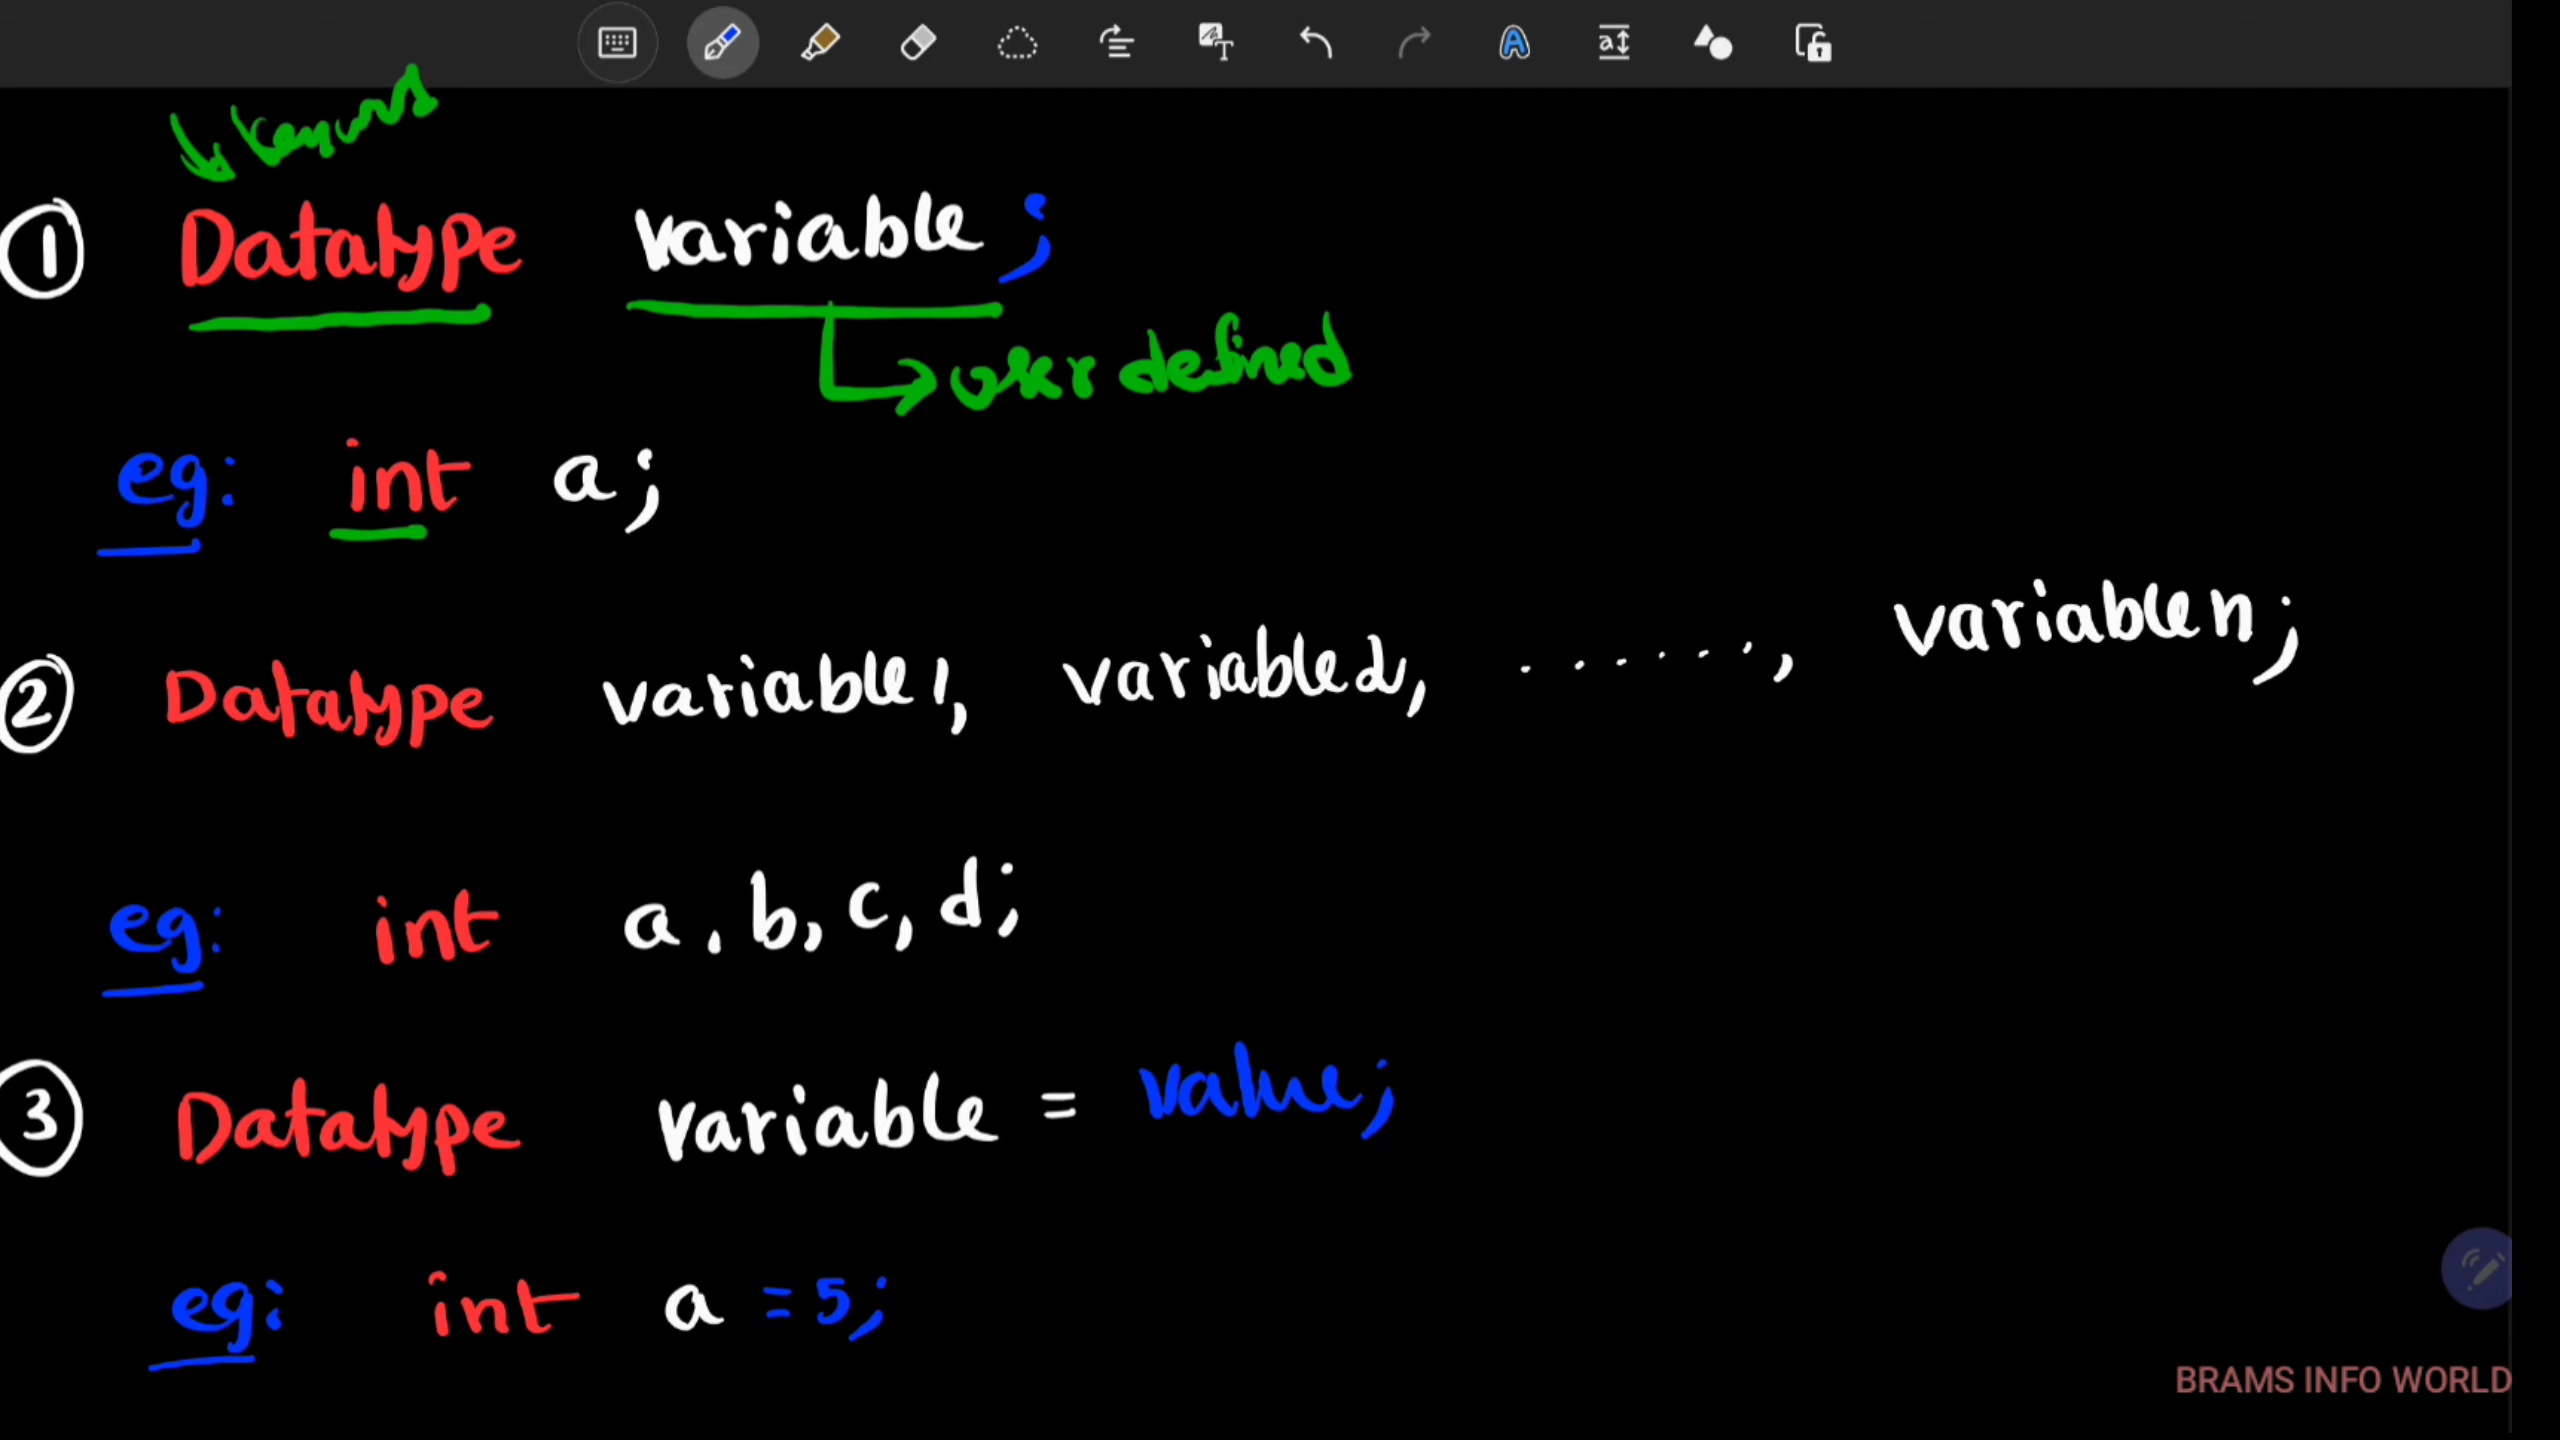 ① Datatype variable;
user defined
eg: int a;
② Datatype variable1, variable2, ......, variablen;
eg: int a, b, c, d;
③ Datatype variable = value;
eg: int a = 5;
BRAMS INFO WORLD